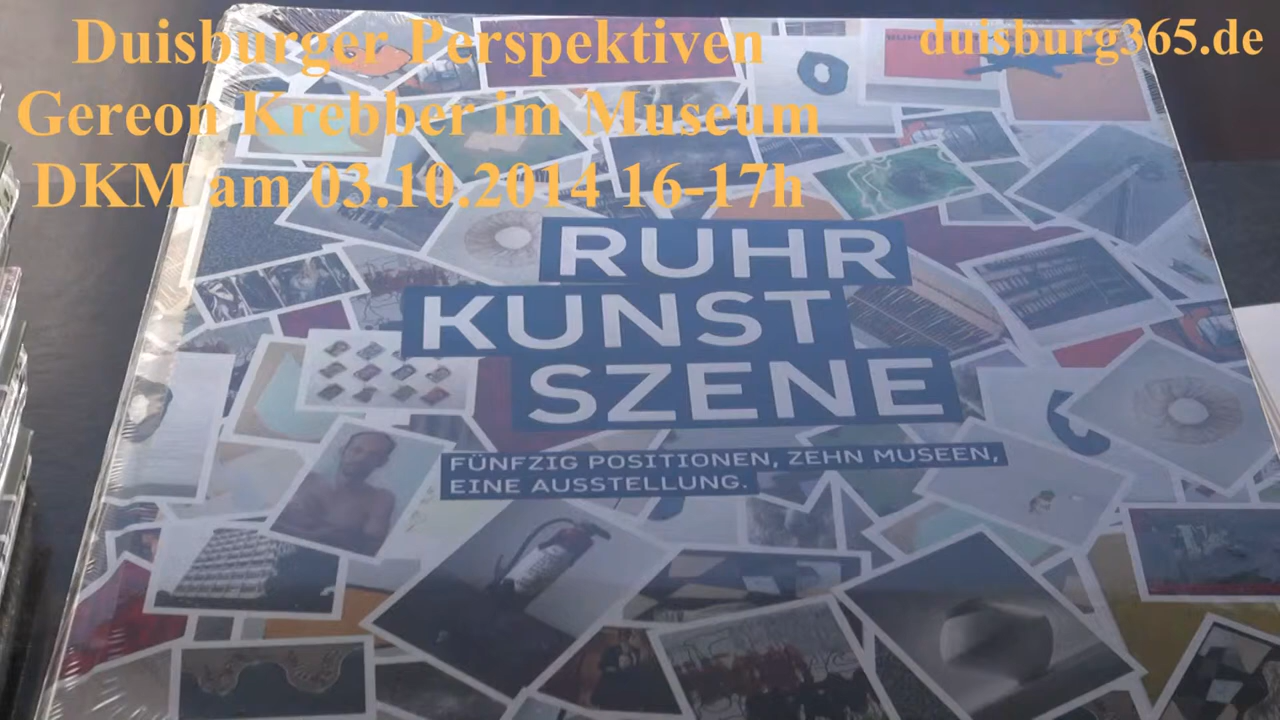 Duisburger Perspektiven
duisburg365.de
Gereon Krebber im Museum
DKM am 03.10.2014 16-17h
RUHR
KUNST
SZENE
FÜNFZIG POSITIONEN, ZEHN MUSEEN,
EINE AUSSTELLUNG.